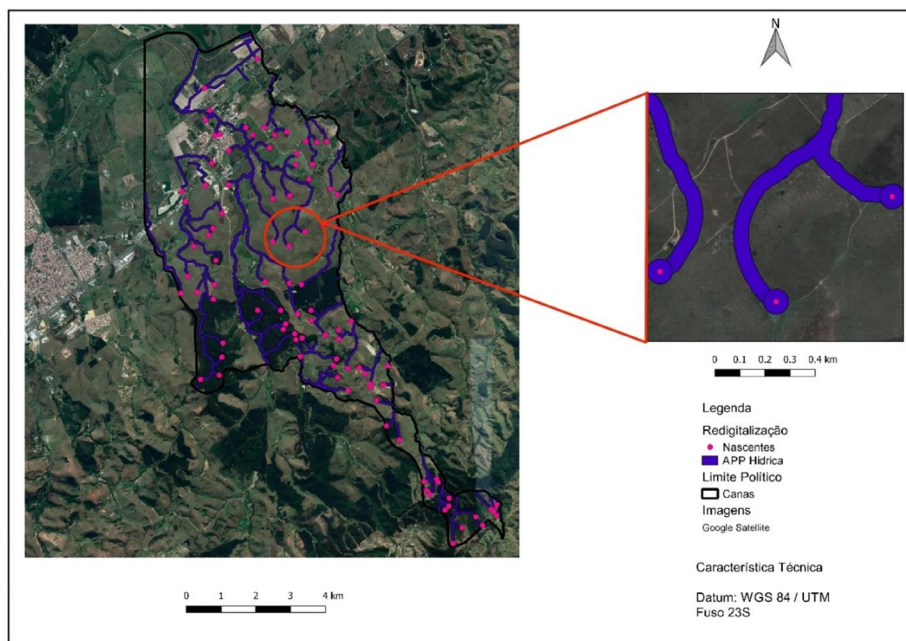 N
0 0.1 0.2 0.3 0.4 km
Legenda
Redigitalização
Nascentes
APP Hídrica
Limite Político
Canas
Imagens
Google Satellite
Característica Técnica
Datum: WGS 84 / UTM
Fuso 23S
0 1 2 3 4 km